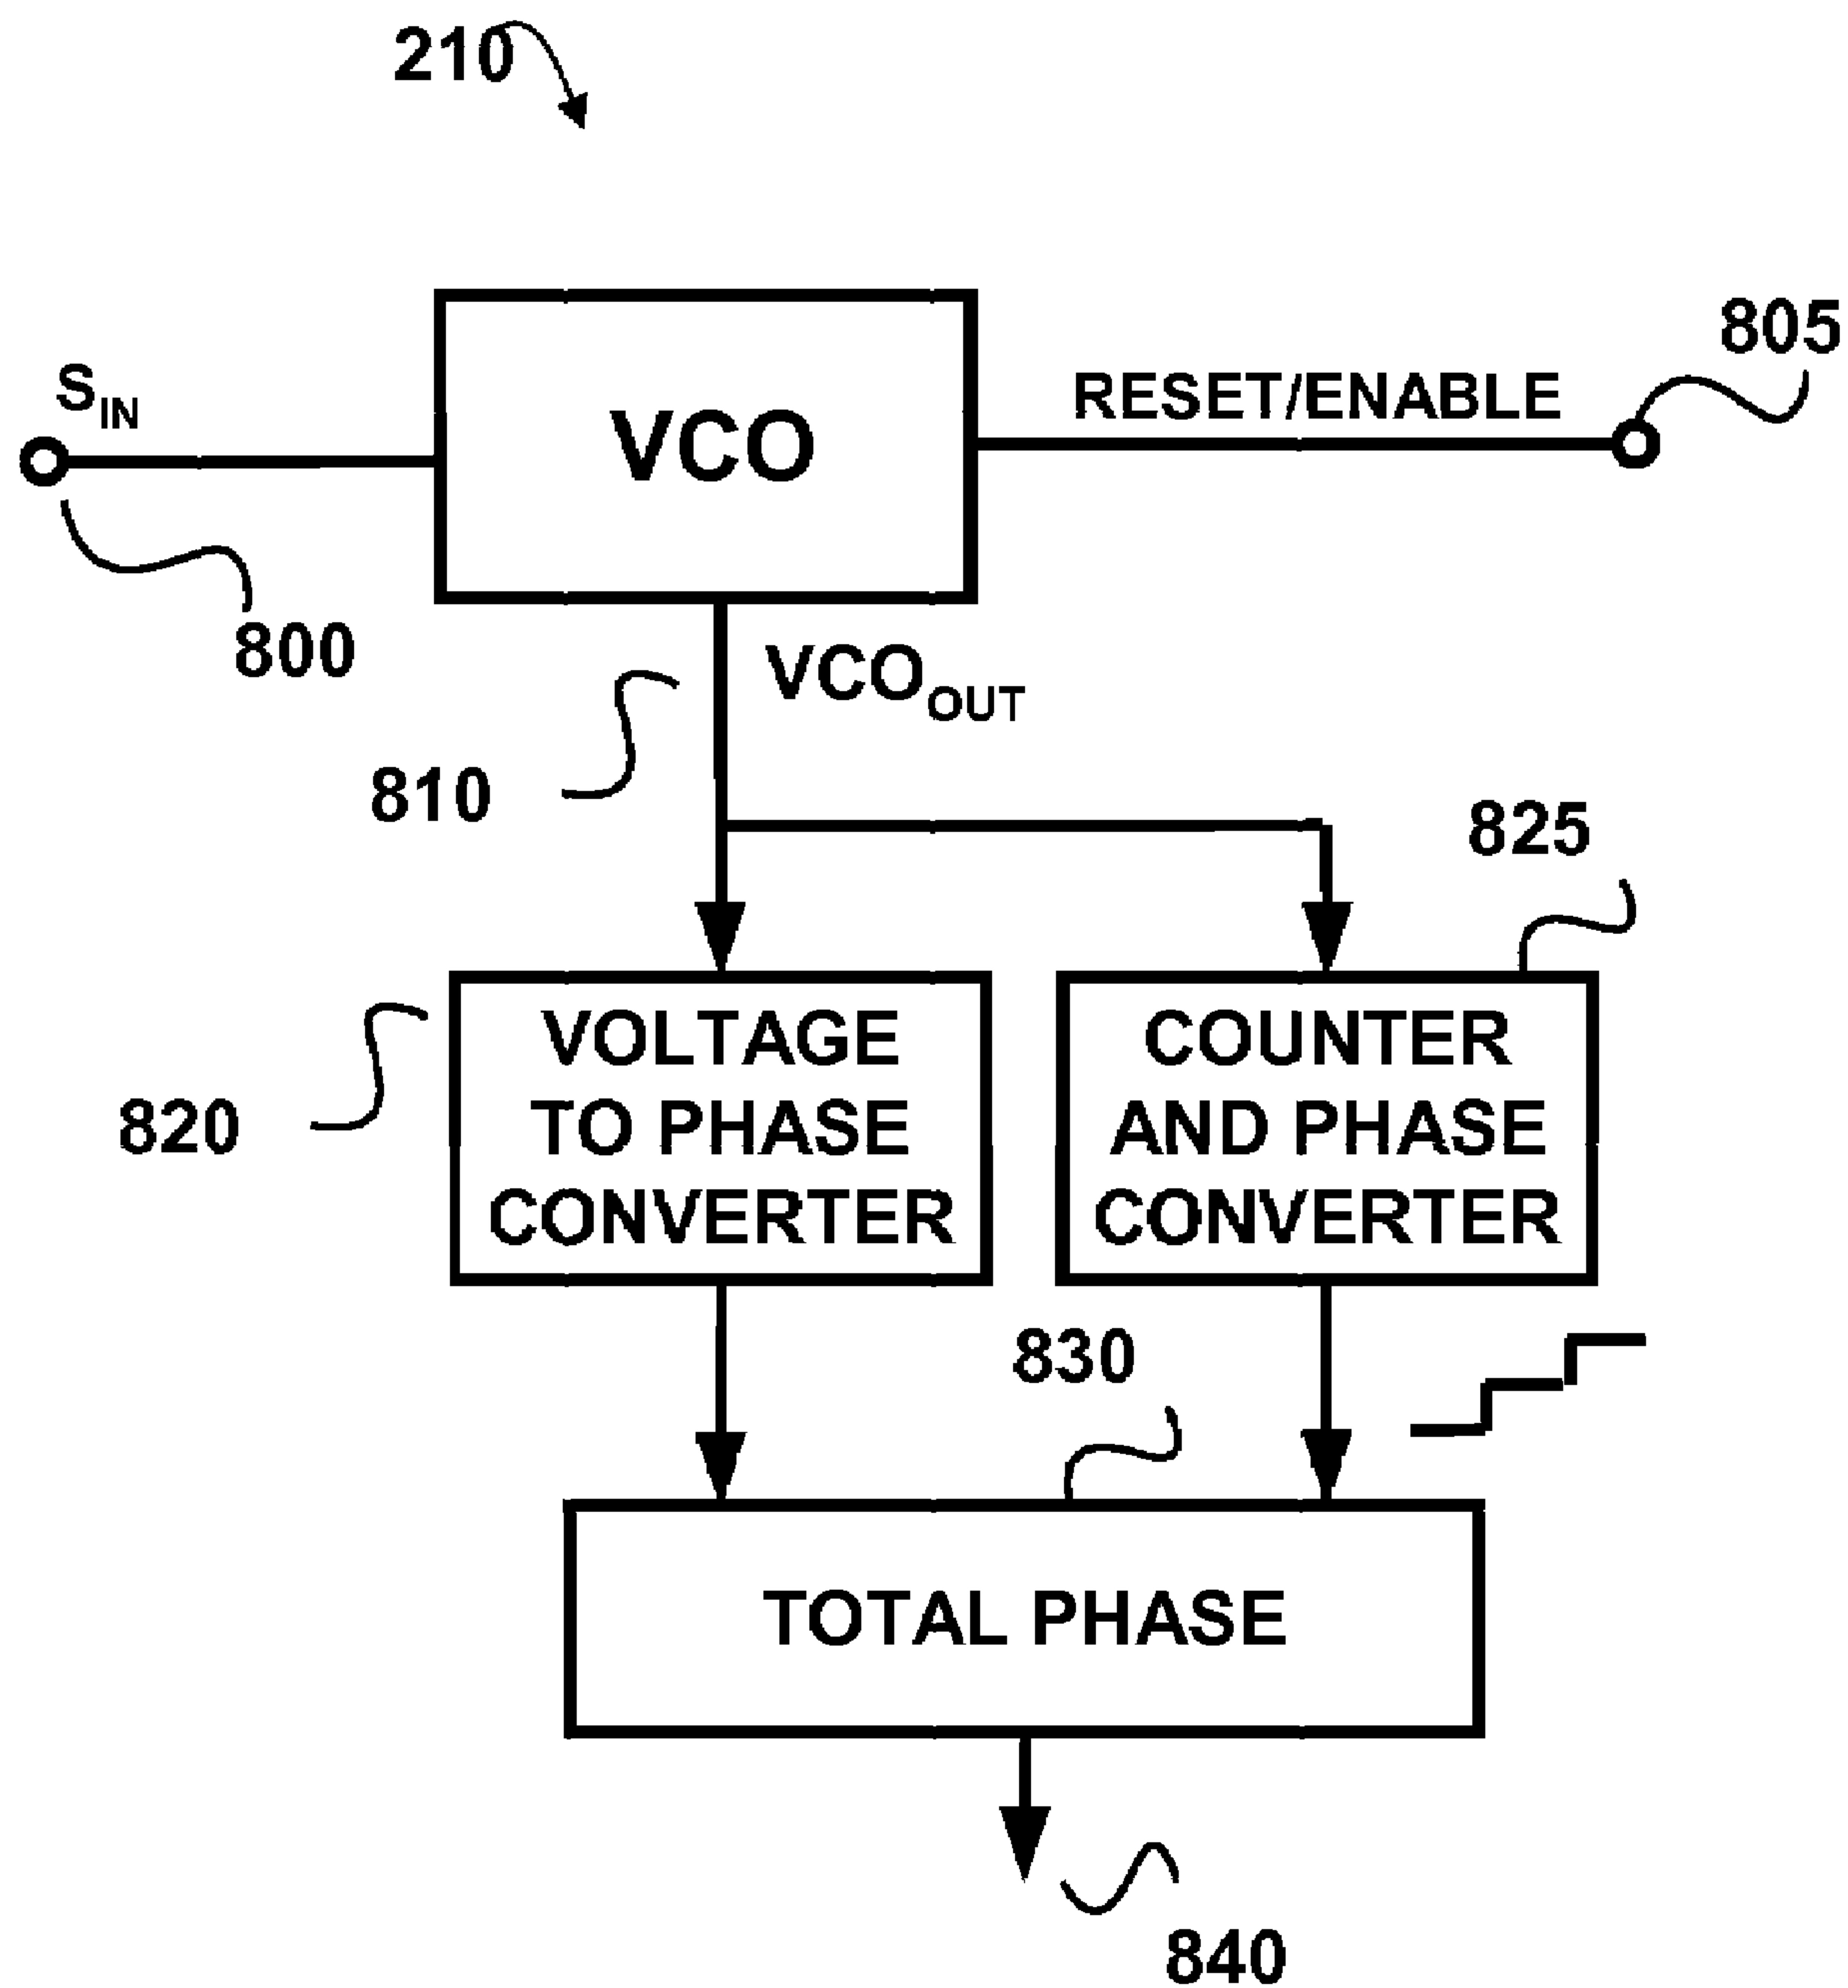 210
805
S_IN
RESET/ENABLE
VCO
800
VCO_OUT
810
825
VOLTAGE
TO PHASE
CONVERTER
COUNTER
AND PHASE
CONVERTER
820
830
TOTAL PHASE
840